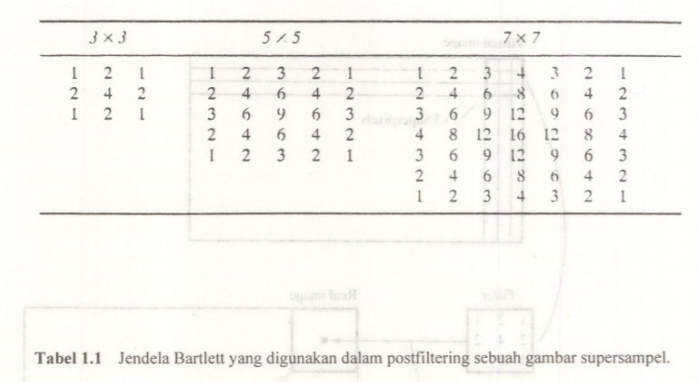 3 × 3 5 × 5 7 × 7
1 2 1 1 2 3 2 1 1 2 3 4 3 2 1
2 4 2 2 4 6 4 2 2 4 6 8 6 4 2
1 2 1 3 6 9 6 3 3 6 9 12 9 6 3
2 4 6 4 2 4 8 12 16 12 8 4
1 2 3 2 1 3 6 9 12 9 6 3
2 4 6 8 6 4 2
1 2 3 4 3 2 1
Real image Filter
Tabel 1.1 Jendela Bartlett yang digunakan dalam postfiltering sebuah gambar supersampel.